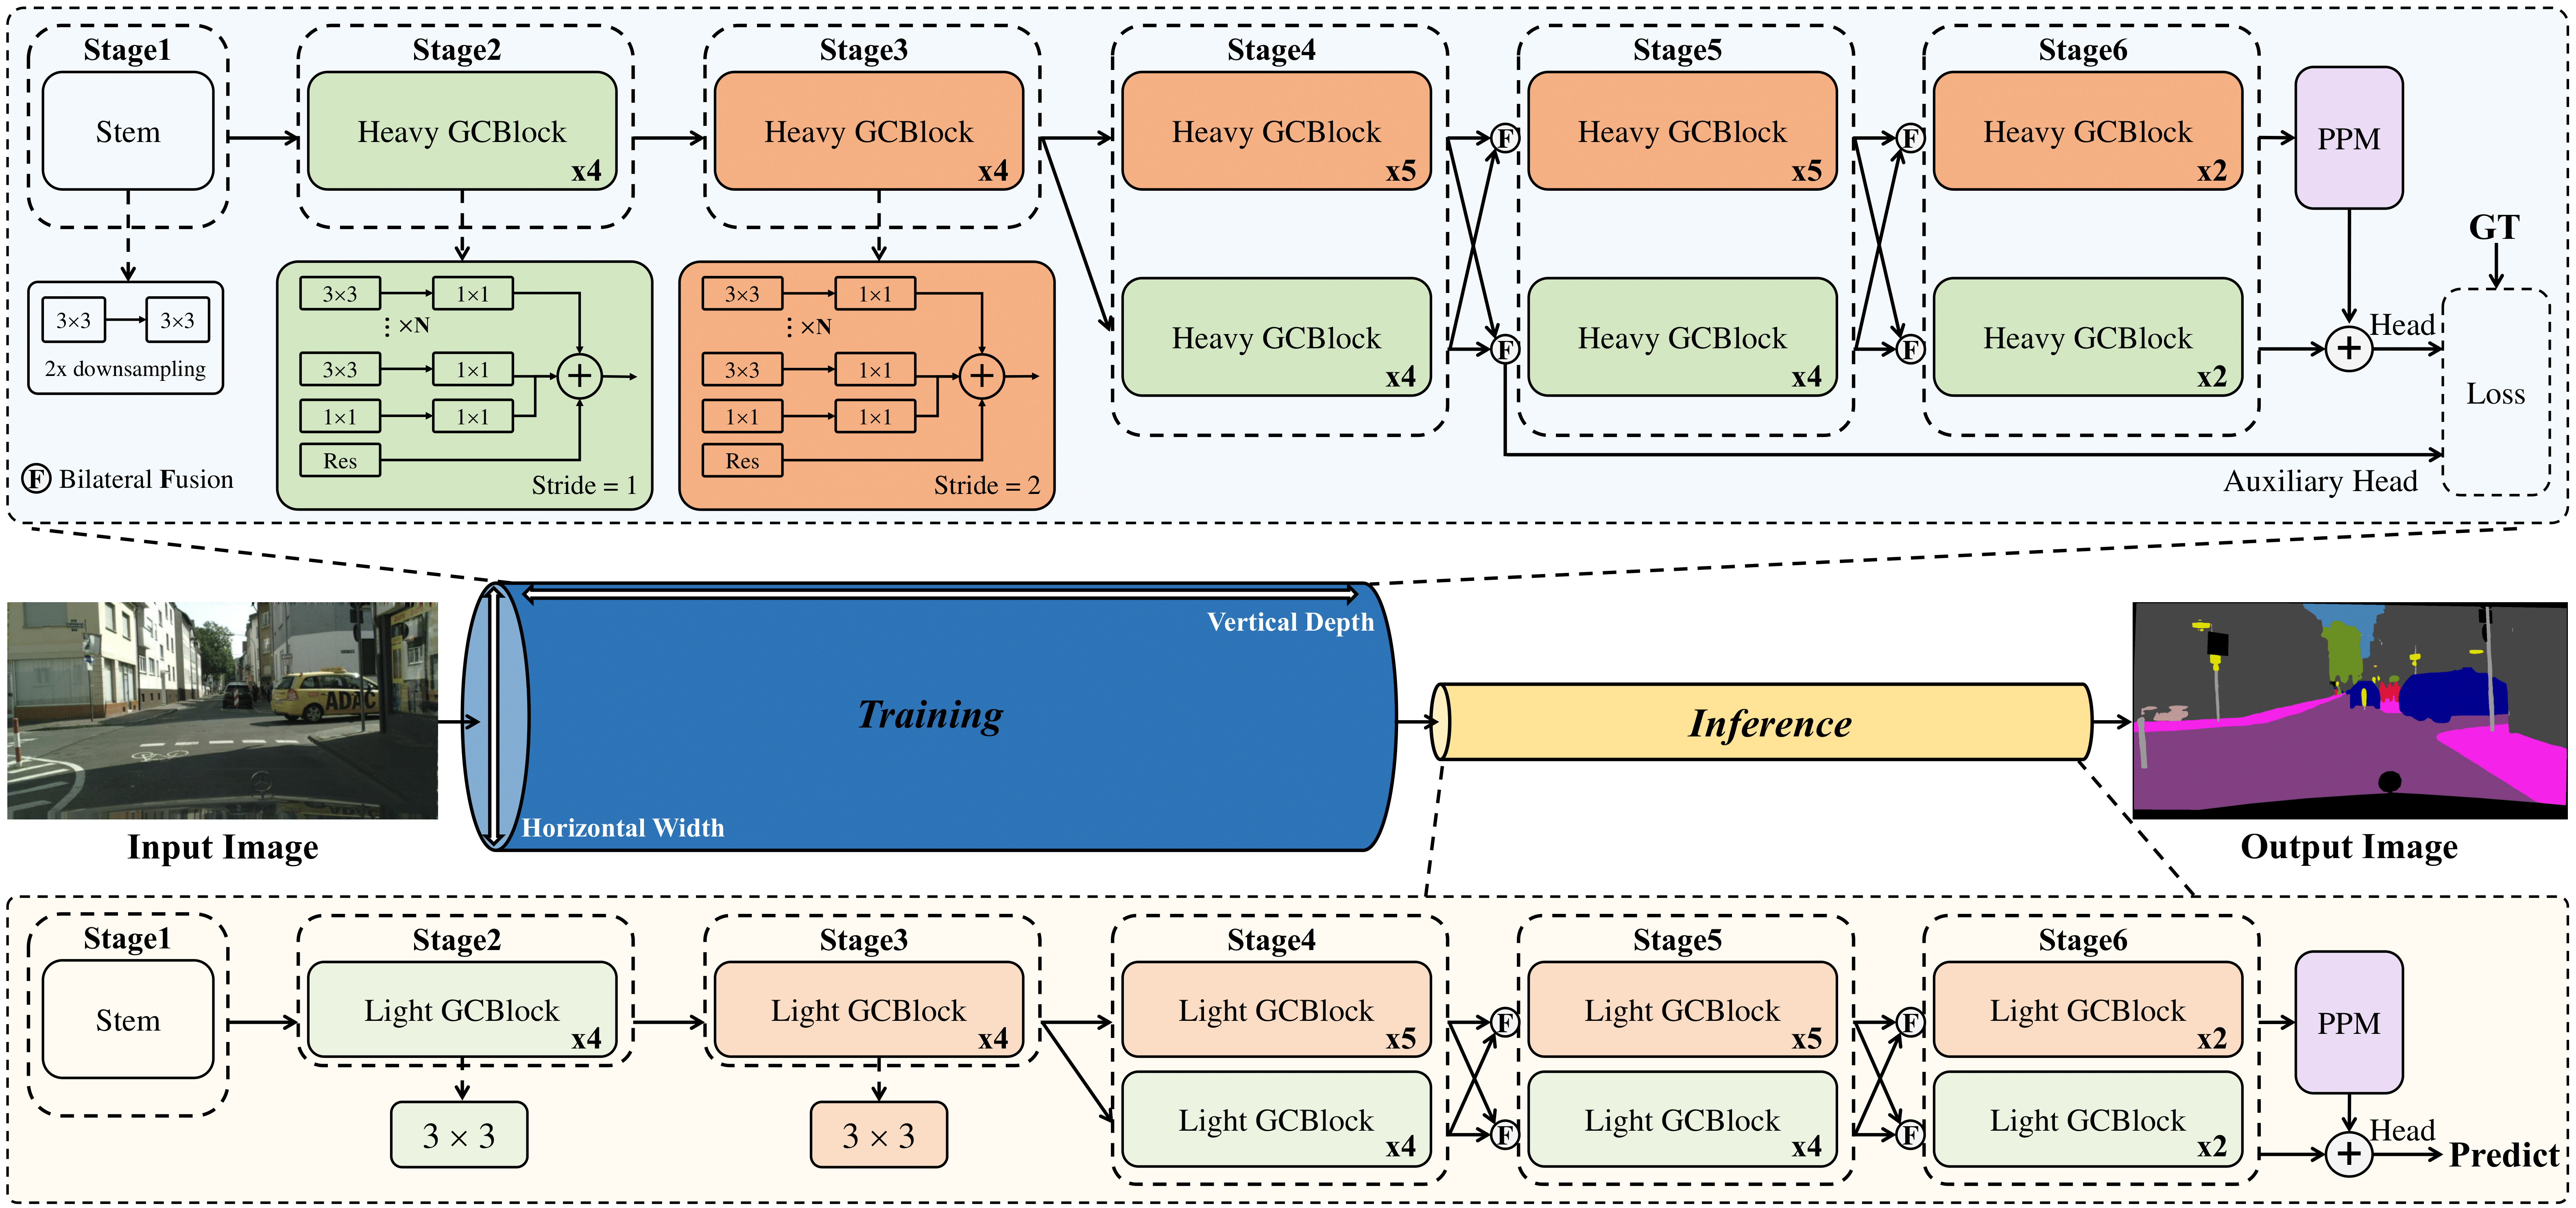 Stage1
Stem
3×3
3×3
2x downsampling
F Bilateral Fusion
Stage2
Heavy GCBlock
x4
3×3
1×1
⋮ ×N
3×3
1×1
1×1
1×1
Res
Stride = 1
Stage3
Heavy GCBlock
x4
3×3
1×1
⋮ ×N
3×3
1×1
1×1
1×1
Res
Stride = 2
Stage4
Heavy GCBlock
x5
Heavy GCBlock
x4
F
F
Stage5
Heavy GCBlock
x5
Heavy GCBlock
x4
F
F
Stage6
Heavy GCBlock
x2
Heavy GCBlock
x2
PPM
+
Head
GT
Loss
Auxiliary Head
Input Image
ADAC
Vertical Depth
Training
Horizontal Width
Inference
Output Image
Stage1
Stem
Stage2
Light GCBlock
x4
3 × 3
Stage3
Light GCBlock
x4
3 × 3
Stage4
Light GCBlock
x5
Light GCBlock
x4
F
F
Stage5
Light GCBlock
x5
Light GCBlock
x4
F
F
Stage6
Light GCBlock
x2
Light GCBlock
x2
PPM
+
Head
Predict